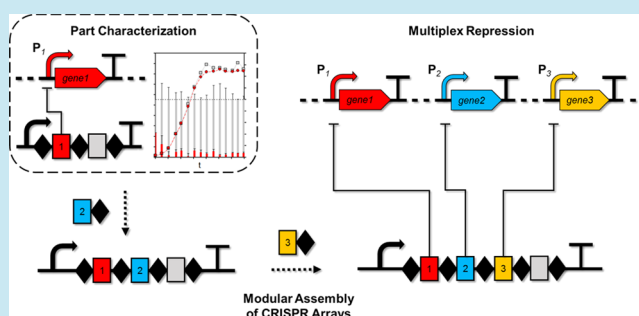 Part Characterization
P1
gene1
1
t
Multiplex Repression
P1
gene1
P2
gene2
P3
gene3
2
1
2
3
1
2
3
Modular Assembly
of CRISPR Arrays